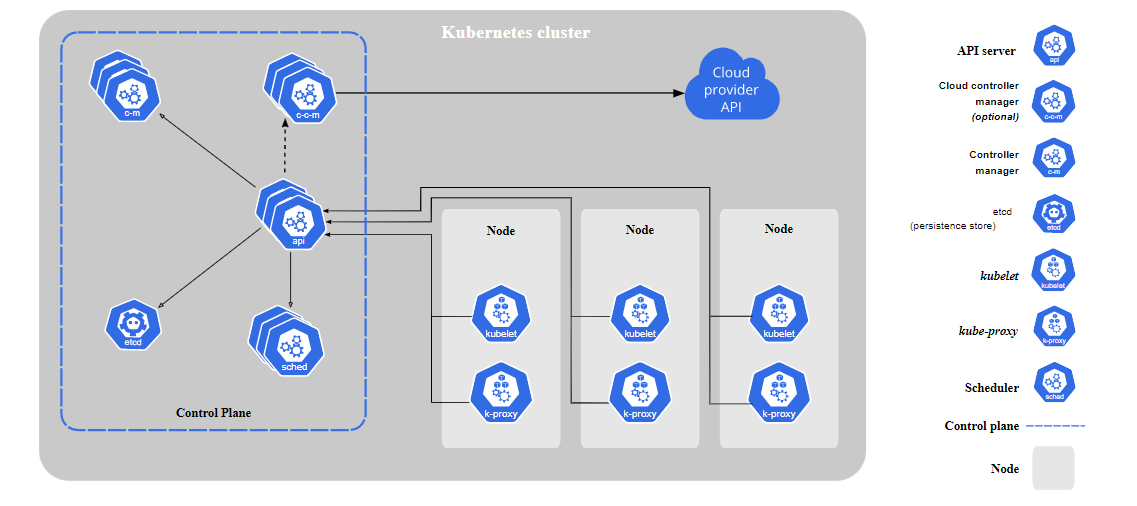 Kubernetes cluster
c-m
c-c-m
Cloud
provider
API
api
etcd
sched
Control Plane
Node
kubelet
k-proxy
Node
kubelet
k-proxy
Node
kubelet
k-proxy
API server
api
Cloud controller
manager
(optional)
c-c-m
Controller
manager
c-m
etcd
(persistence store)
etcd
kubelet
kubelet
kube-proxy
k-proxy
Scheduler
sched
Control plane
Node